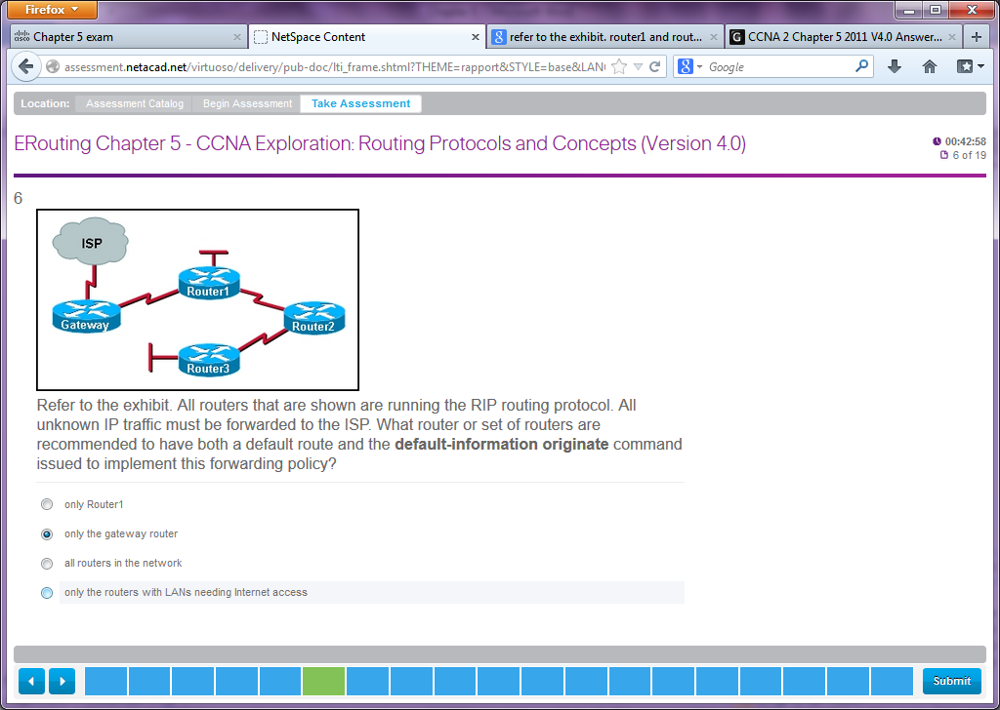 Firefox
Chapter 5 exam
NetSpace Content
refer to the exhibit. router1 and rout...
CCNA 2 Chapter 5 2011 V4.0 Answer...
assessment.netacad.net/virtuoso/delivery/pub-doc/lti_frame.shtml?THEME=rapport&STYLE=base&LAN
Google
Location: Assessment Catalog Begin Assessment Take Assessment
ERouting Chapter 5 - CCNA Exploration: Routing Protocols and Concepts (Version 4.0)
00:42:58
6 of 19
6
ISP
Router1
Gateway
Router2
Router3
Refer to the exhibit. All routers that are shown are running the RIP routing protocol. All
unknown IP traffic must be forwarded to the ISP. What router or set of routers are
recommended to have both a default route and the default-information originate command
issued to implement this forwarding policy?
only Router1
only the gateway router
all routers in the network
only the routers with LANs needing Internet access
Submit